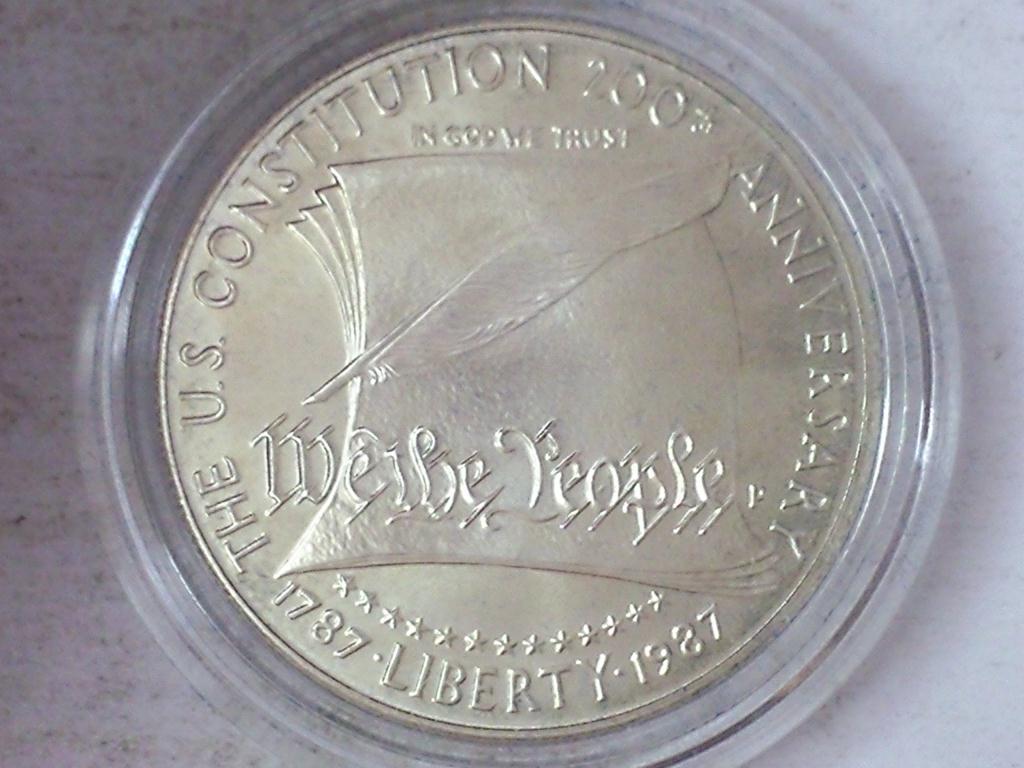 THE U.S. CONSTITUTION 200th ANNIVERSARY
IN GOD WE TRUST
We the People
P
1787 · LIBERTY · 1987